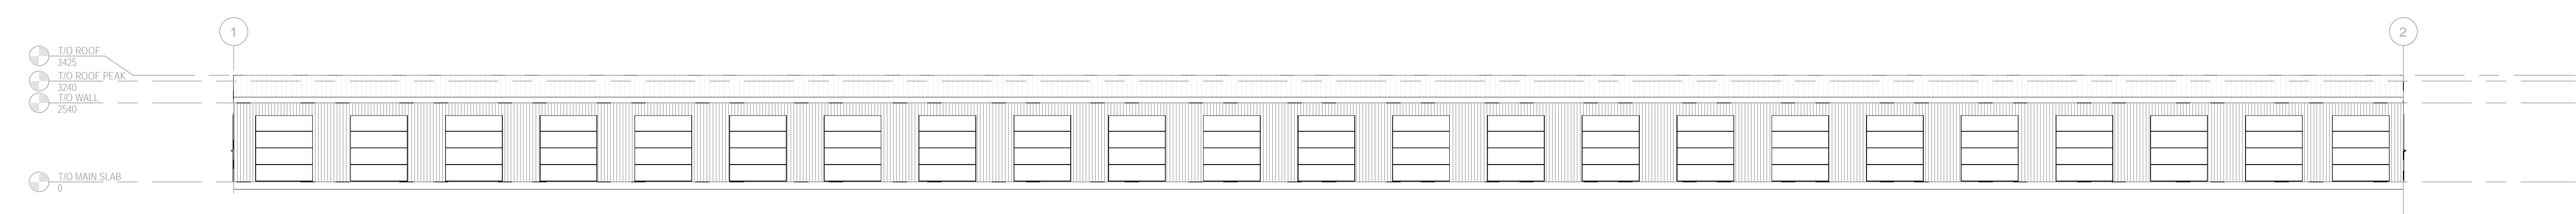 1
2
T/O ROOF
3425
T/O ROOF PEAK
3240
T/O WALL
2540
T/O MAIN SLAB
0